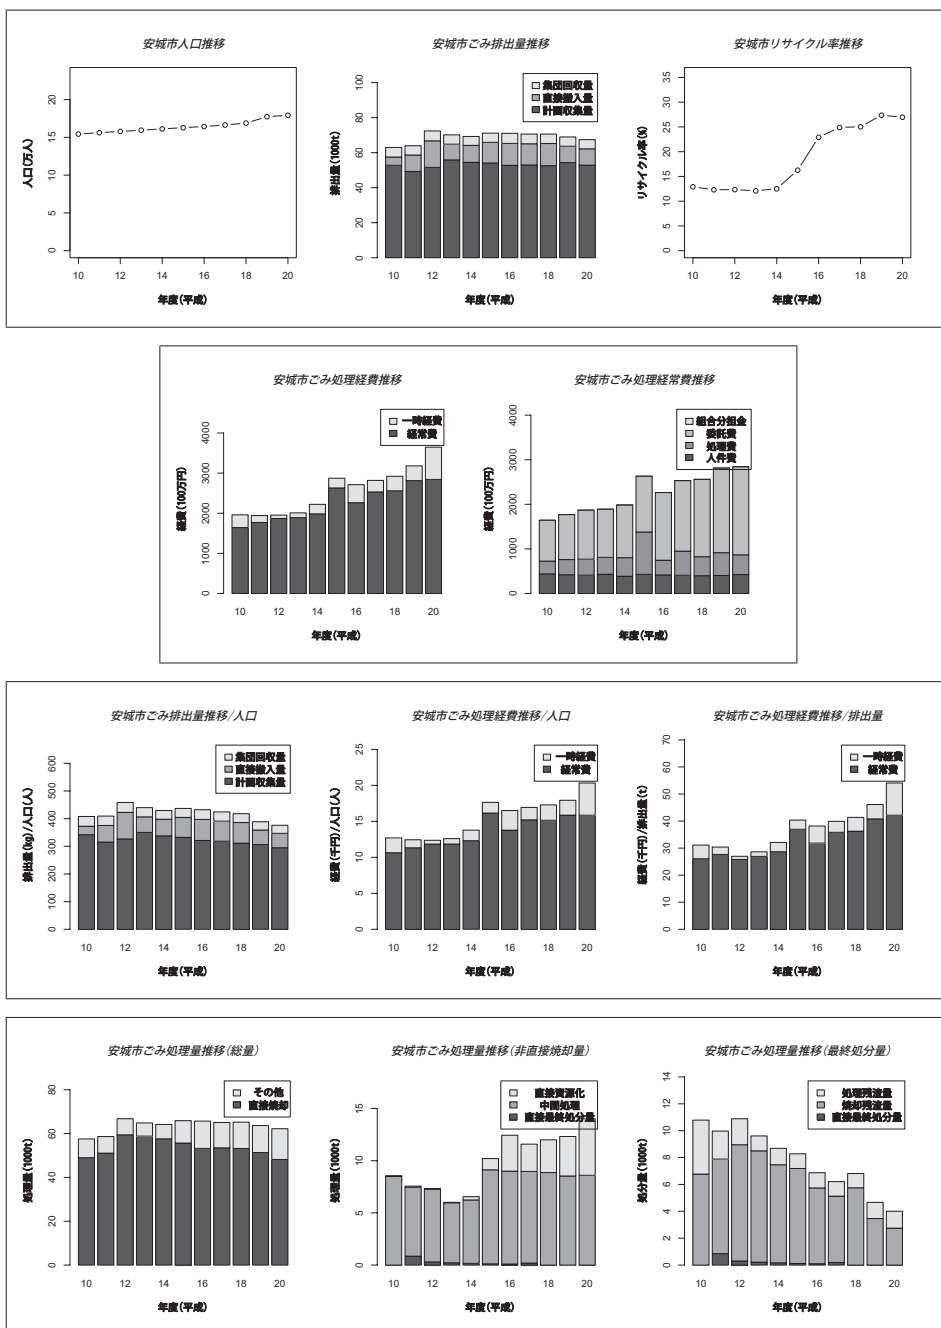 安城市人口推移
人口(万人)
0 5 10 15 20
10 12 14 16 18 20
年度(平成)
安城市ごみ排出量推移
排出量(1000t)
0 20 40 60 80 100
集団回収量
直接搬入量
計画収集量
10 12 14 16 18 20
年度(平成)
安城市リサイクル率推移
リサイクル率(%)
0 5 10 15 20 25 30 35
10 12 14 16 18 20
年度(平成)
安城市ごみ処理経費推移
経費(100万円)
0 1000 2000 3000 4000
一時経費
経常費
10 12 14 16 18 20
年度(平成)
安城市ごみ処理経常費推移
経費(100万円)
0 1000 2000 3000 4000
組合分担金
委託費
処理費
人件費
10 12 14 16 18 20
年度(平成)
安城市ごみ排出量推移/人口
排出量(kg)/人口(人)
0 100 200 300 400 500 600
集団回収量
直接搬入量
計画収集量
10 12 14 16 18 20
年度(平成)
安城市ごみ処理経費推移/人口
経費(千円)/人口(人)
0 5 10 15 20 25
一時経費
経常費
10 12 14 16 18 20
年度(平成)
安城市ごみ処理経費推移/排出量
経費(千円)/排出量(t)
0 10 20 30 40 50 60 70
一時経費
経常費
10 12 14 16 18 20
年度(平成)
安城市ごみ処理量推移(総量)
処理量(1000t)
0 20 40 60 80
その他
直接焼却
10 12 14 16 18 20
年度(平成)
安城市ごみ処理量推移(非直接焼却量)
処理量(1000t)
0 5 10 15
直接資源化
中間処理
直接最終処分量
10 12 14 16 18 20
年度(平成)
安城市ごみ処理量推移(最終処分量)
処分量(1000t)
0 2 4 6 8 10 12 14
処理残渣量
焼却残渣量
直接最終処分量
10 12 14 16 18 20
年度(平成)